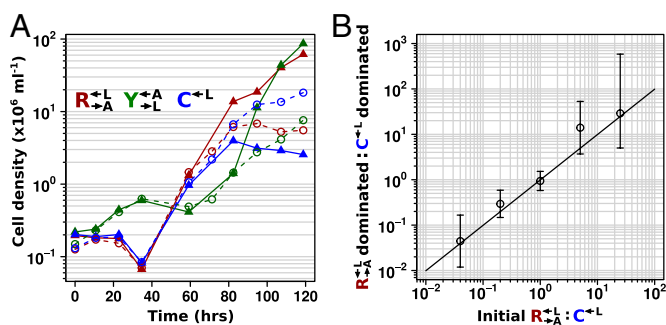 A
Cell density (x10⁶ ml⁻¹)
10²
10¹
10⁰
10⁻¹
R←L→A Y←A→L C←L
0 20 40 60 80 100 120
Time (hrs)
B
R←L→A dominated : C←L dominated
10³
10²
10¹
10⁰
10⁻¹
10⁻²
10⁻² 10⁻¹ 10⁰ 10¹ 10²
Initial R←L→A : C←L